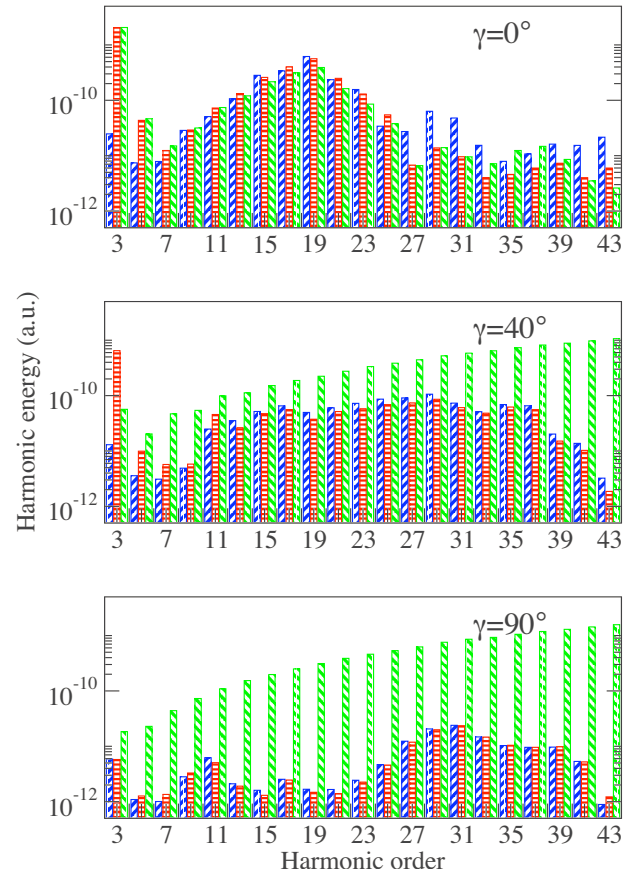 γ=0°
10⁻¹⁰
10⁻¹²
3 7 11 15 19 23 27 31 35 39 43
Harmonic energy (a.u.)
γ=40°
10⁻¹⁰
10⁻¹²
3 7 11 15 19 23 27 31 35 39 43
γ=90°
10⁻¹⁰
10⁻¹²
3 7 11 15 19 23 27 31 35 39 43
Harmonic order